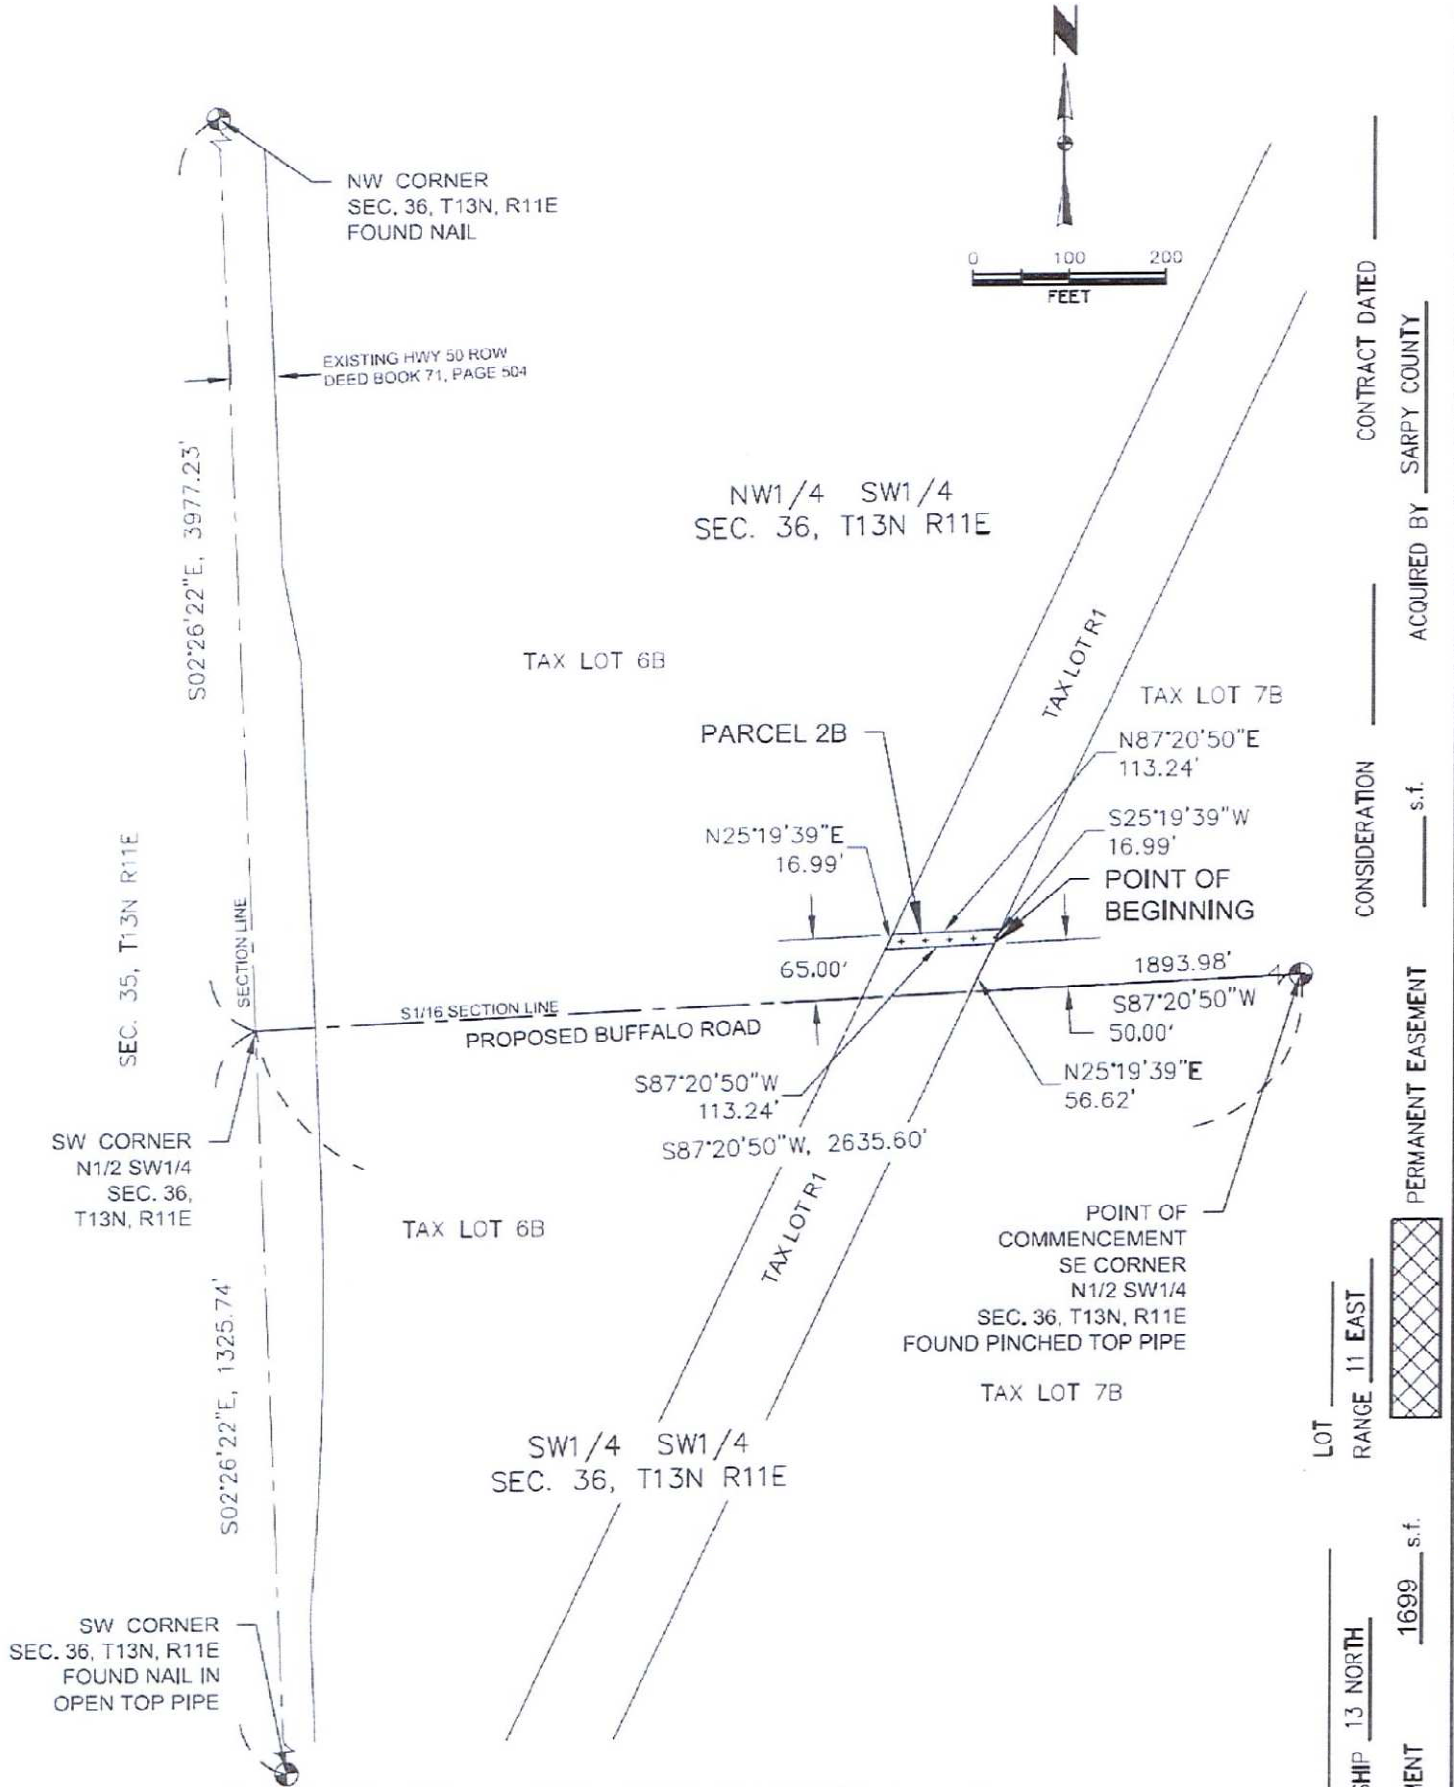 N
0 100 200
FEET
NW CORNER
SEC. 36, T13N, R11E
FOUND NAIL
EXISTING HWY 50 ROW
DEED BOOK 71, PAGE 504
S02°26'22"E, 3977.23'
NW1/4 SW1/4
SEC. 36, T13N R11E
TAX LOT 6B
TAX LOT R1
TAX LOT 7B
PARCEL 2B
N87°20'50"E
113.24'
N25°19'39"E
16.99'
S25°19'39"W
16.99'
POINT OF
BEGINNING
SEC. 35, T13N R11E
SECTION LINE
65.00'
1893.98'
S87°20'50"W
50.00'
S1/16 SECTION LINE
PROPOSED BUFFALO ROAD
S87°20'50"W
113.24'
N25°19'39"E
56.62'
S87°20'50"W, 2635.60'
SW CORNER
N1/2 SW1/4
SEC. 36,
T13N, R11E
TAX LOT 6B
TAX LOT R1
POINT OF
COMMENCEMENT
SE CORNER
N1/2 SW1/4
SEC. 36, T13N, R11E
FOUND PINCHED TOP PIPE
TAX LOT 7B
S02°26'22"E, 1325.74'
SW1/4 SW1/4
SEC. 36, T13N R11E
SW CORNER
SEC. 36, T13N, R11E
FOUND NAIL IN
OPEN TOP PIPE
LOT
SHIP 13 NORTH
RANGE 11 EAST
CONSIDERATION
CONTRACT DATED
MENT 1699 s.f.
PERMANENT EASEMENT
s.f.
ACQUIRED BY SARPY COUNTY